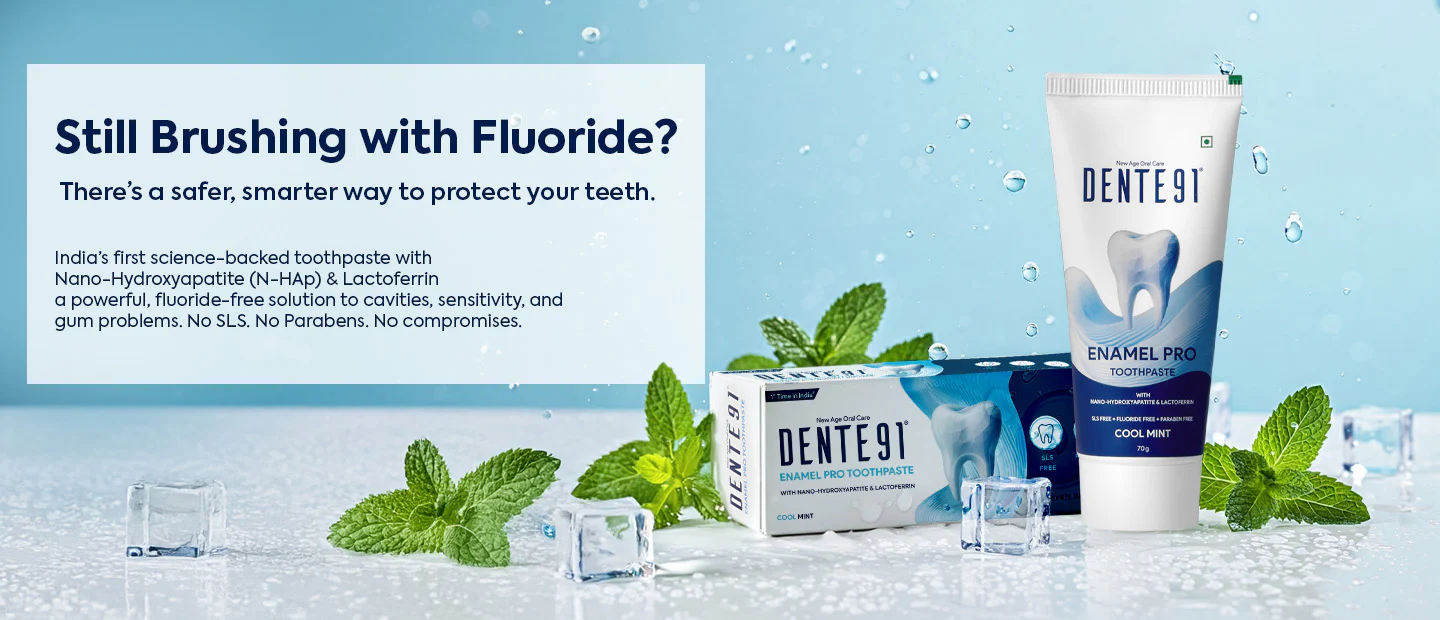 Still Brushing with Fluoride?
There's a safer, smarter way to protect your teeth.
India's first science-backed toothpaste with
Nano-Hydroxyapatite (N-HAp) & Lactoferrin
a powerful, fluoride-free solution to cavities, sensitivity, and
gum problems. No SLS. No Parabens. No compromises.
New Age Oral Care
DENTE91®
ENAMEL PRO
TOOTHPASTE
WITH
NANO-HYDROXYAPATITE & LACTOFERRIN
SLS FREE • FLUORIDE FREE • PARABEN FREE
COOL MINT
70g
1st Time in India
New Age Oral Care
DENTE91®
ENAMEL PRO TOOTHPASTE
WITH NANO-HYDROXYAPATITE & LACTOFERRIN
COOL MINT
SLS
FREE
DENTE91
ENAMEL PRO TOOTHPASTE